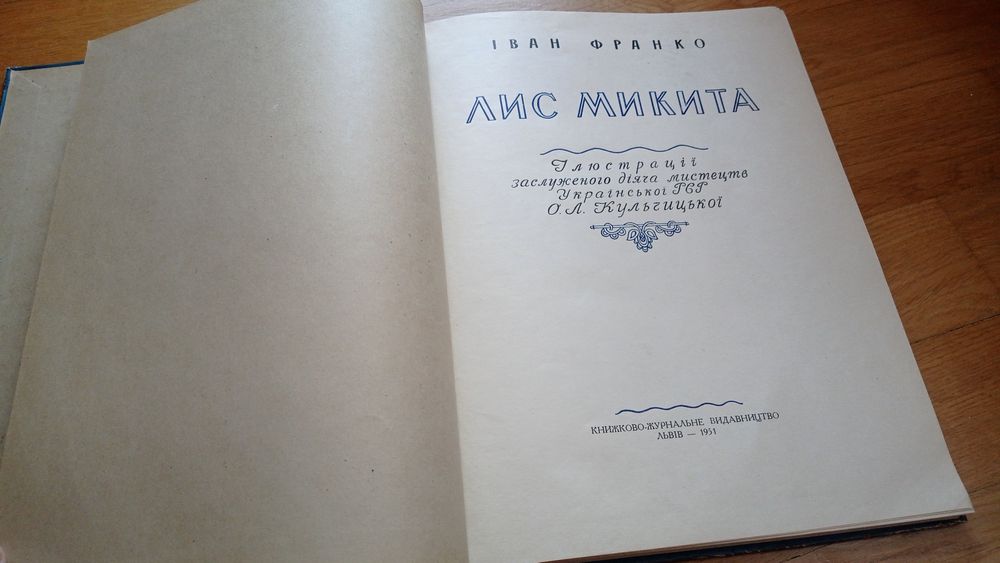 ІВАН ФРАНКО
ЛИС МИКИТА
Ілюстрації
заслуженого діяча мистецтв
Української РСР
О. Л. Кульчицької
КНИЖКОВО-ЖУРНАЛЬНЕ ВИДАВНИЦТВО
ЛЬВІВ — 1951